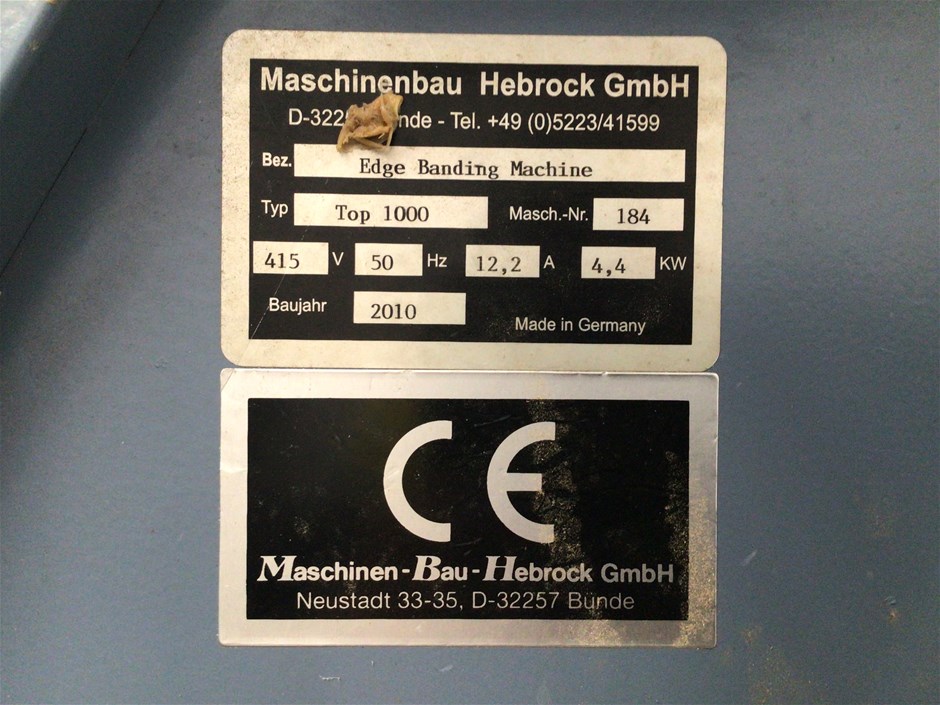 Maschinenbau Hebrock GmbH
- Tel. +49 (0)5223/41599
Bez. Edge Banding Machine
Typ Top 1000 Masch.-Nr. 184
415 V 50 Hz 12,2 A 4,4 KW
Baujahr 2010
Made in Germany
CE
Maschinen-Bau-Hebrock GmbH
Neustadt 33-35, D-32257 Bünde